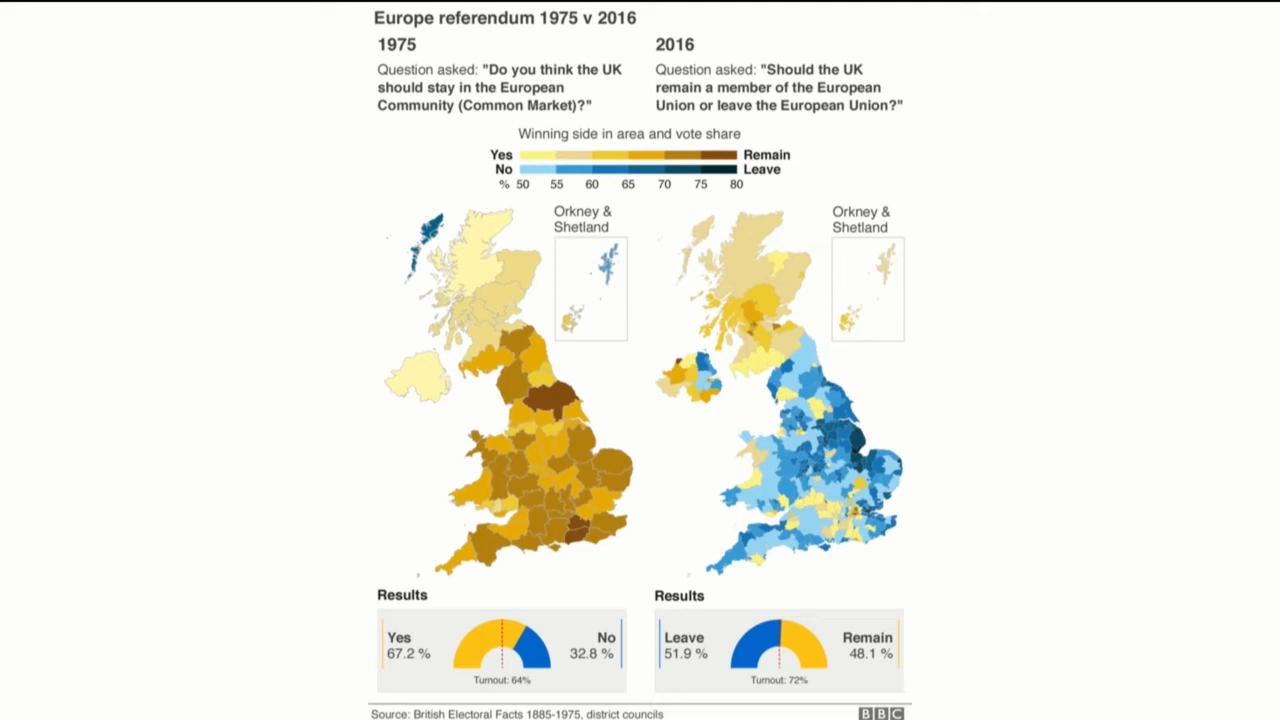 Europe referendum 1975 v 2016
1975
Question asked: "Do you think the UK
should stay in the European
Community (Common Market)?"
2016
Question asked: "Should the UK
remain a member of the European
Union or leave the European Union?"
Winning side in area and vote share
Yes Remain
No Leave
% 50 55 60 65 70 75 80
Orkney &
Shetland
Orkney &
Shetland
Results
Yes
67.2 %
No
32.8 %
Turnout: 64%
Results
Leave
51.9 %
Remain
48.1 %
Turnout: 72%
Source: British Electoral Facts 1885-1975, district councils
BBC